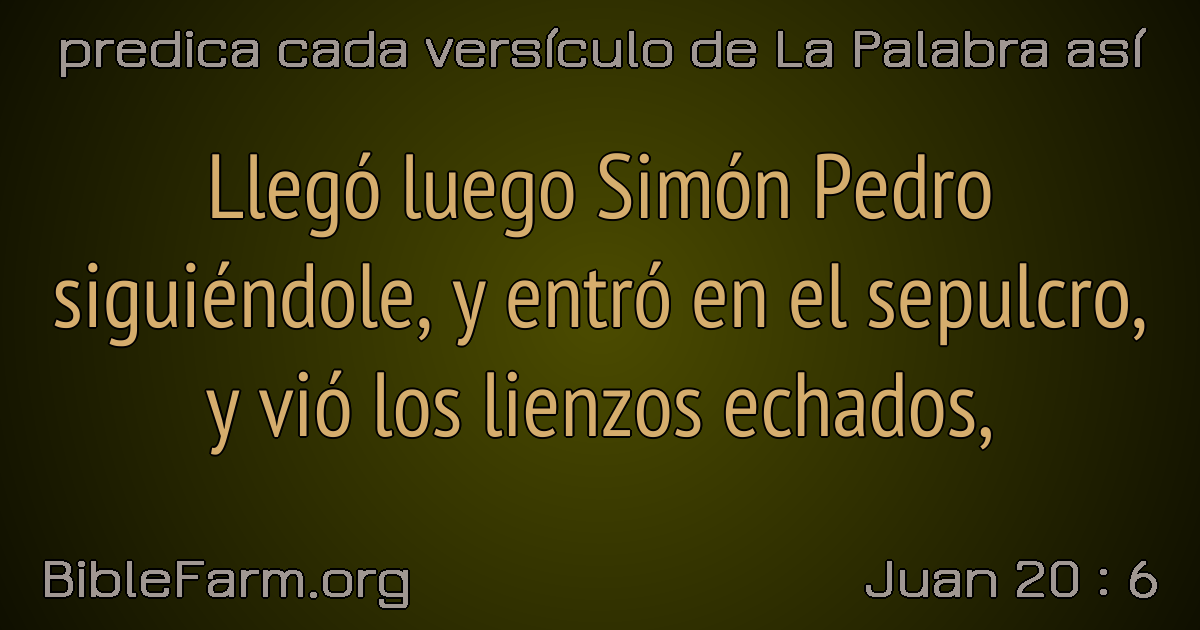 predica cada versículo de La Palabra así
Llegó luego Simón Pedro
siguiéndole, y entró en el sepulcro,
y vió los lienzos echados,
BibleFarm.org
Juan 20 : 6